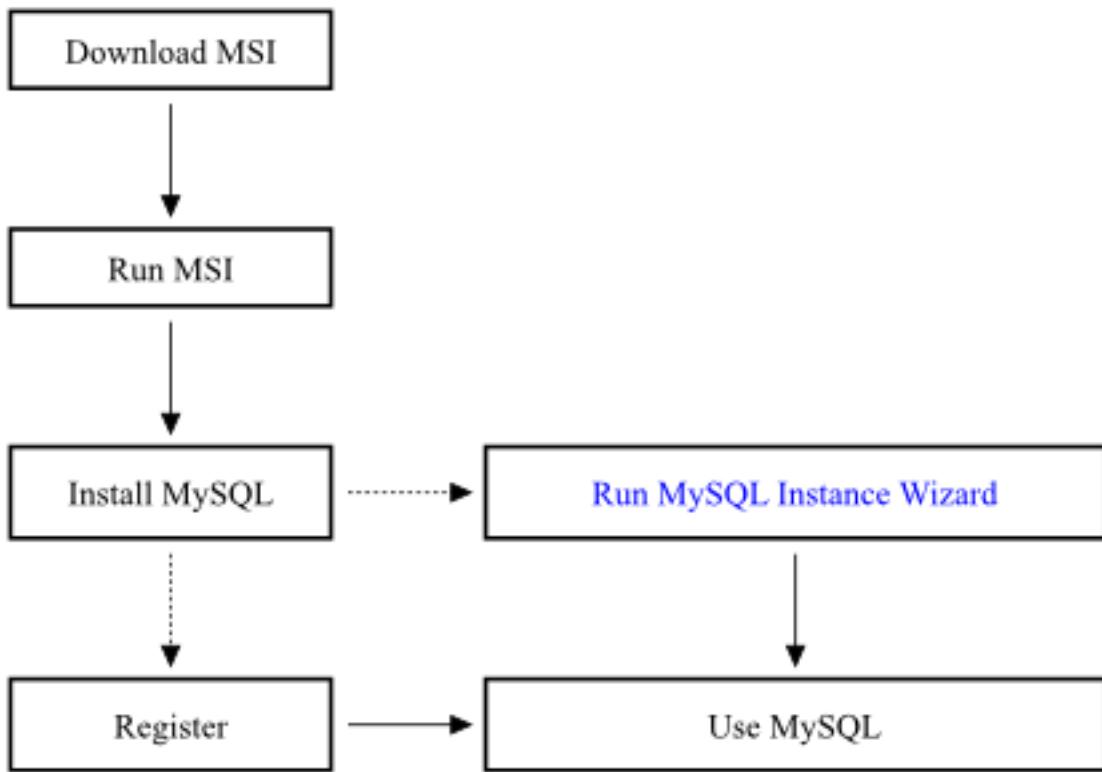 Download MSI
Run MSI
Install MySQL
Run MySQL Instance Wizard
Register
Use MySQL